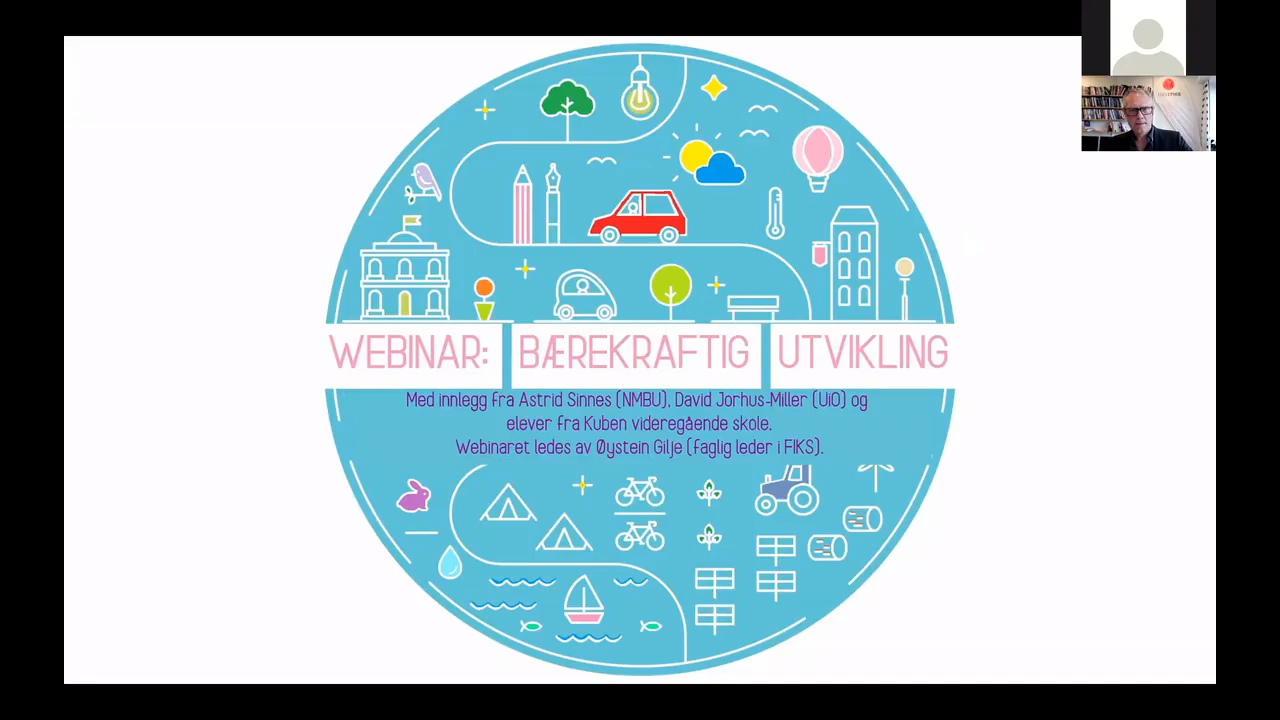 WEBINAR: BÆREKRAFTIG UTVIKLING
Med innlegg fra Astrid Sinnes (NMBU), David Jorhus-Miller (UiO) og
elever fra Kuben videregående skole.
Webinaret ledes av Øystein Gilje (faglig leder i FIKS).